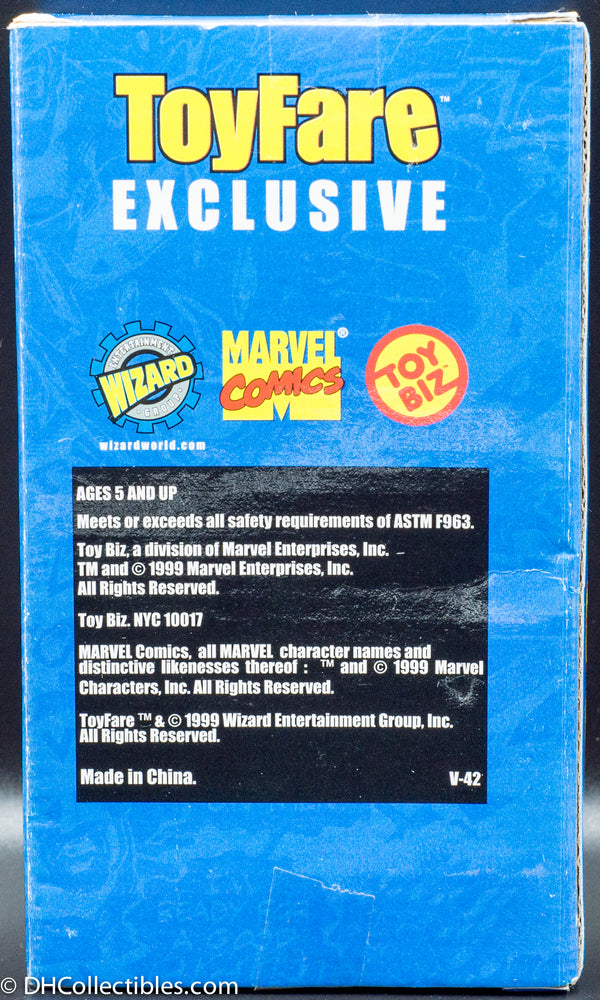 ToyFare™
EXCLUSIVE
ENTERTAINMENT
WIZARD
GROUP
MARVEL®
COMICS
TOY
BIZ™
wizardworld.com
AGES 5 AND UP
Meets or exceeds all safety requirements of ASTM F963.
Toy Biz, a division of Marvel Enterprises, Inc.
TM and © 1999 Marvel Enterprises, Inc.
All Rights Reserved.
Toy Biz. NYC 10017
MARVEL Comics, all MARVEL character names and
distinctive likenesses thereof : ™ and © 1999 Marvel
Characters, Inc. All Rights Reserved.
ToyFare ™ & © 1999 Wizard Entertainment Group, Inc.
All Rights Reserved.
Made in China. V-42
© DHCollectibles.com